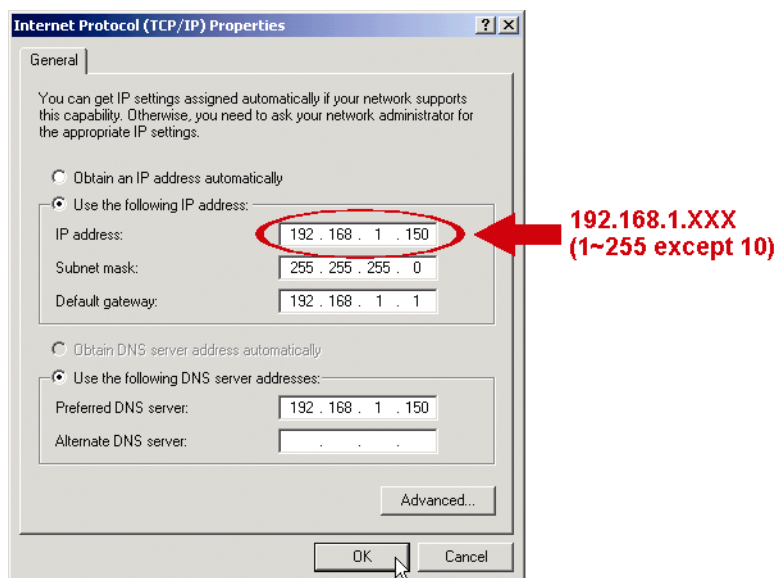 Internet Protocol (TCP/IP) Properties
General
You can get IP settings assigned automatically if your network supports
this capability. Otherwise, you need to ask your network administrator for
the appropriate IP settings.
Obtain an IP address automatically
Use the following IP address:
IP address: 192 . 168 . 1 . 150
Subnet mask: 255 . 255 . 255 . 0
Default gateway: 192 . 168 . 1 . 1
192.168.1.XXX
(1~255 except 10)
Obtain DNS server address automatically
Use the following DNS server addresses:
Preferred DNS server: 192 . 168 . 1 . 150
Alternate DNS server: . . .
Advanced...
OK Cancel